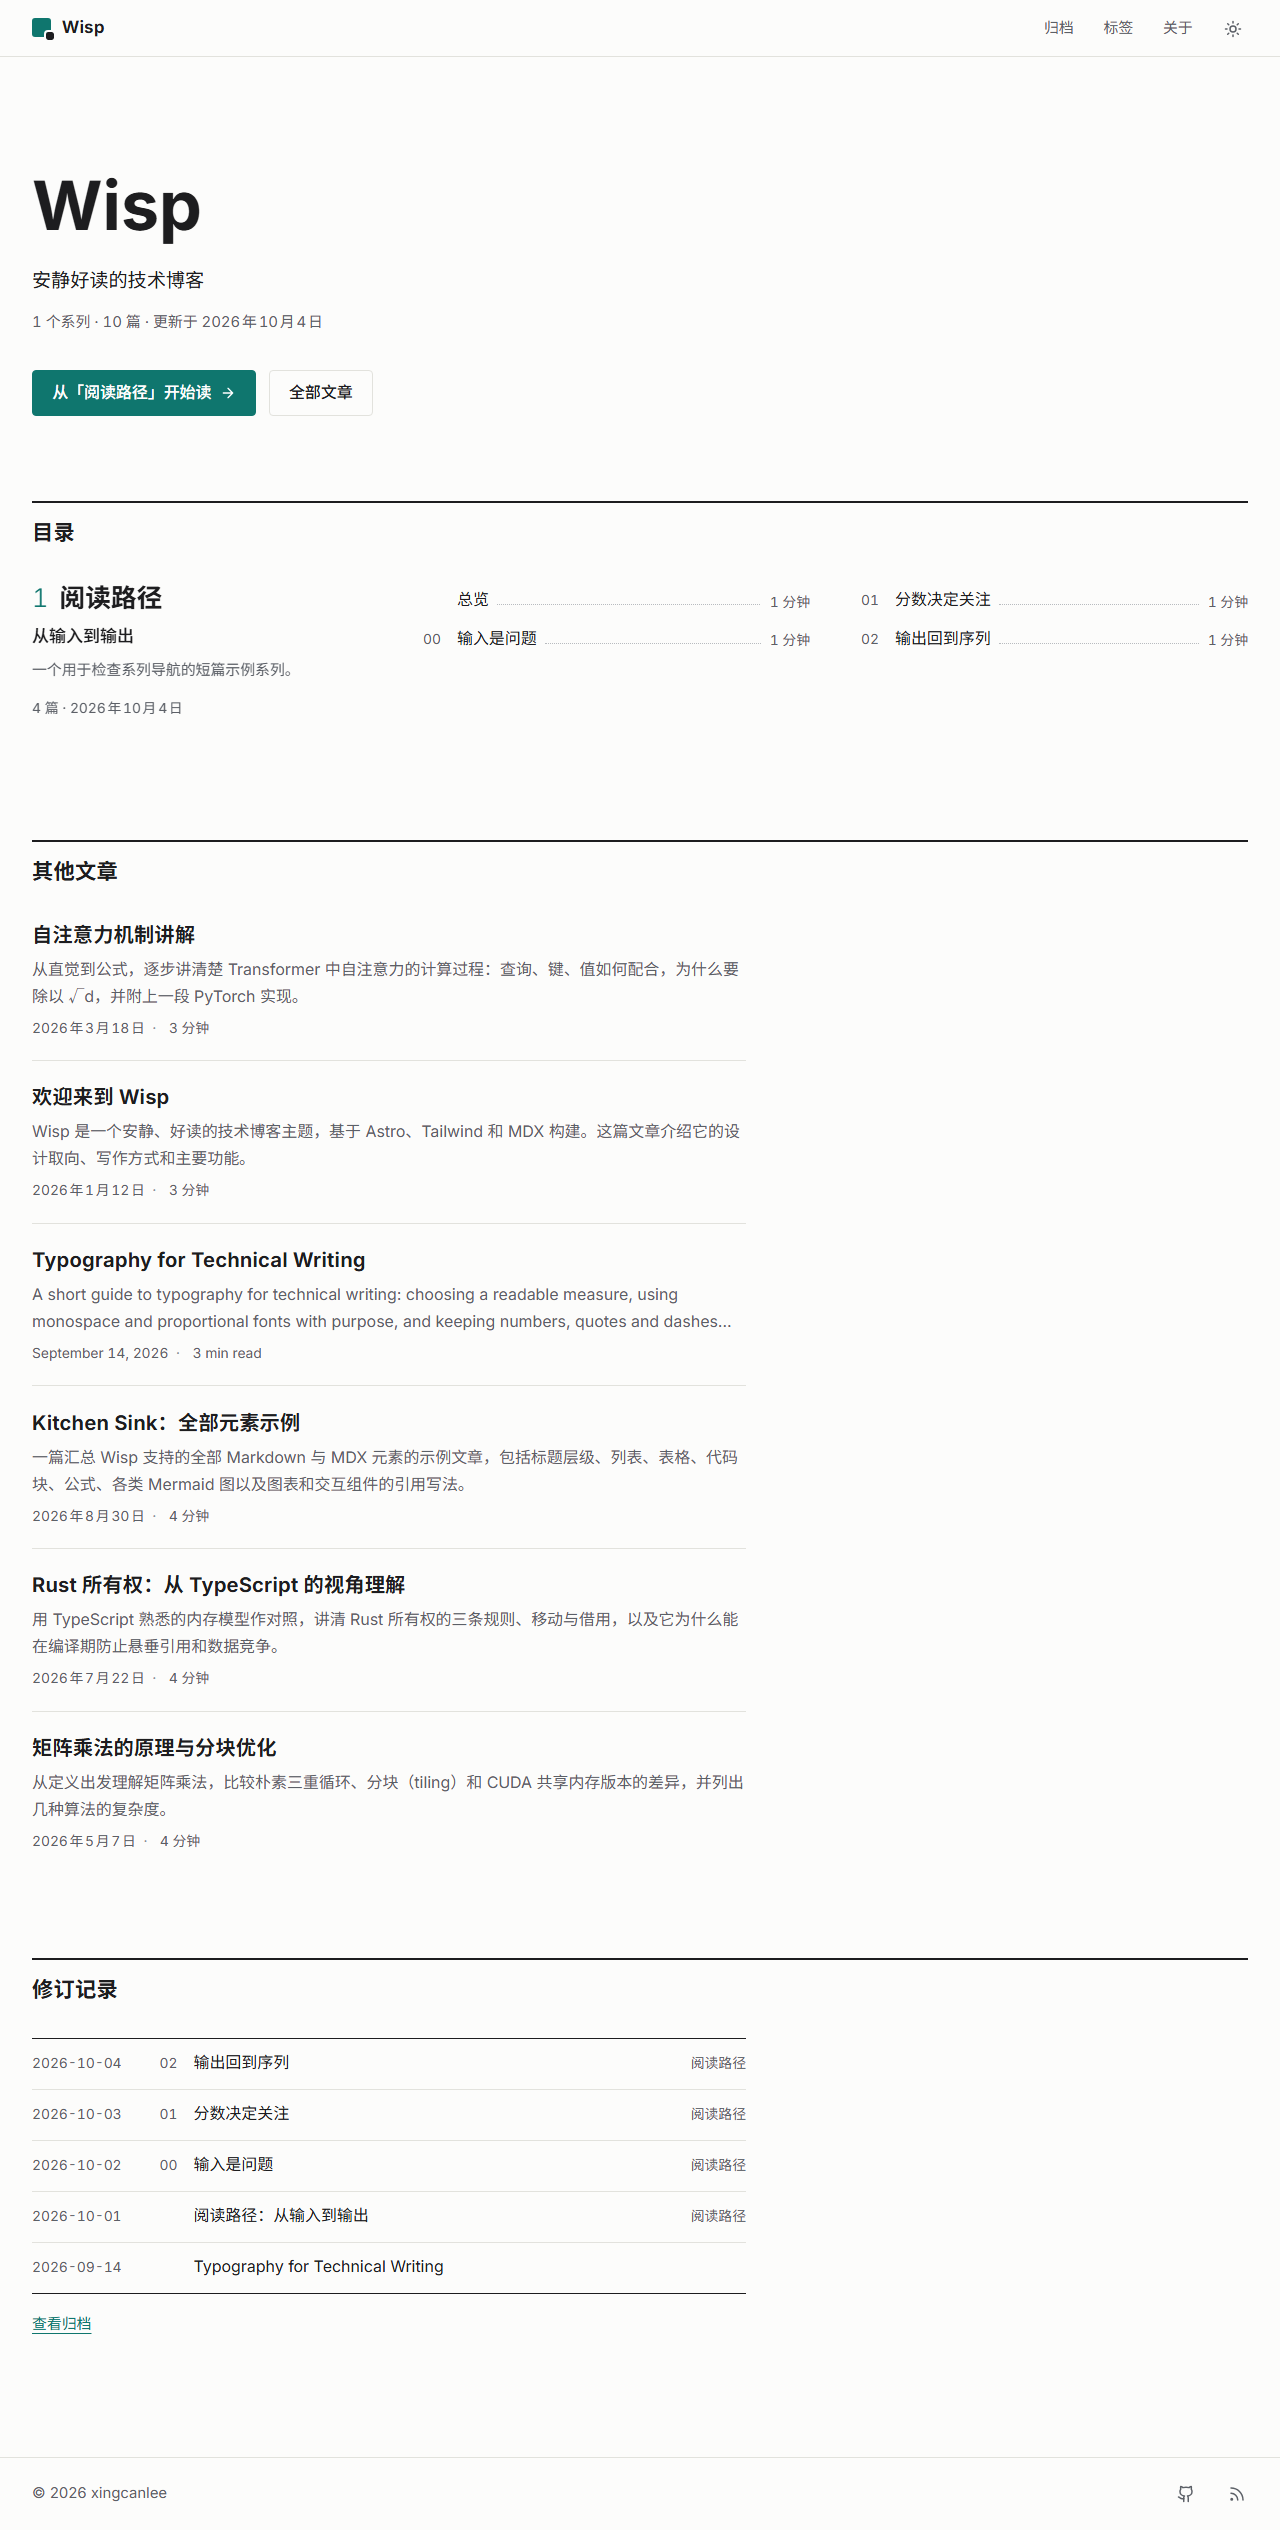 Wisp
归档 标签 关于
Wisp
安静好读的技术博客
1 个系列 · 10 篇 · 更新于 2026年10月4日
从「阅读路径」开始读 → 全部文章
目录
1 阅读路径
从输入到输出
一个用于检查系列导航的短篇示例系列。
4 篇 · 2026年10月4日
总览 1 分钟
00 输入是问题 1 分钟
01 分数决定关注 1 分钟
02 输出回到序列 1 分钟
其他文章
自注意力机制讲解
从直觉到公式，逐步讲清楚 Transformer 中自注意力的计算过程：查询、键、值如何配合，为什么要
除以 √d，并附上一段 PyTorch 实现。
2026年3月18日 · 3 分钟
欢迎来到 Wisp
Wisp 是一个安静、好读的技术博客主题，基于 Astro、Tailwind 和 MDX 构建。这篇文章介绍它的设
计取向、写作方式和主要功能。
2026年1月12日 · 3 分钟
Typography for Technical Writing
A short guide to typography for technical writing: choosing a readable measure, using
monospace and proportional fonts with purpose, and keeping numbers, quotes and dashes…
September 14, 2026 · 3 min read
Kitchen Sink：全部元素示例
一篇汇总 Wisp 支持的全部 Markdown 与 MDX 元素的示例文章，包括标题层级、列表、表格、代码
块、公式、各类 Mermaid 图以及图表和交互组件的引用写法。
2026年8月30日 · 4 分钟
Rust 所有权：从 TypeScript 的视角理解
用 TypeScript 熟悉的内存模型作对照，讲清 Rust 所有权的三条规则、移动与借用，以及它为什么能
在编译期防止悬垂引用和数据竞争。
2026年7月22日 · 4 分钟
矩阵乘法的原理与分块优化
从定义出发理解矩阵乘法，比较朴素三重循环、分块（tiling）和 CUDA 共享内存版本的差异，并列出
几种算法的复杂度。
2026年5月7日 · 4 分钟
修订记录
2026-10-04 02 输出回到序列 阅读路径
2026-10-03 01 分数决定关注 阅读路径
2026-10-02 00 输入是问题 阅读路径
2026-10-01 阅读路径：从输入到输出 阅读路径
2026-09-14 Typography for Technical Writing
查看归档
© 2026 xingcanlee